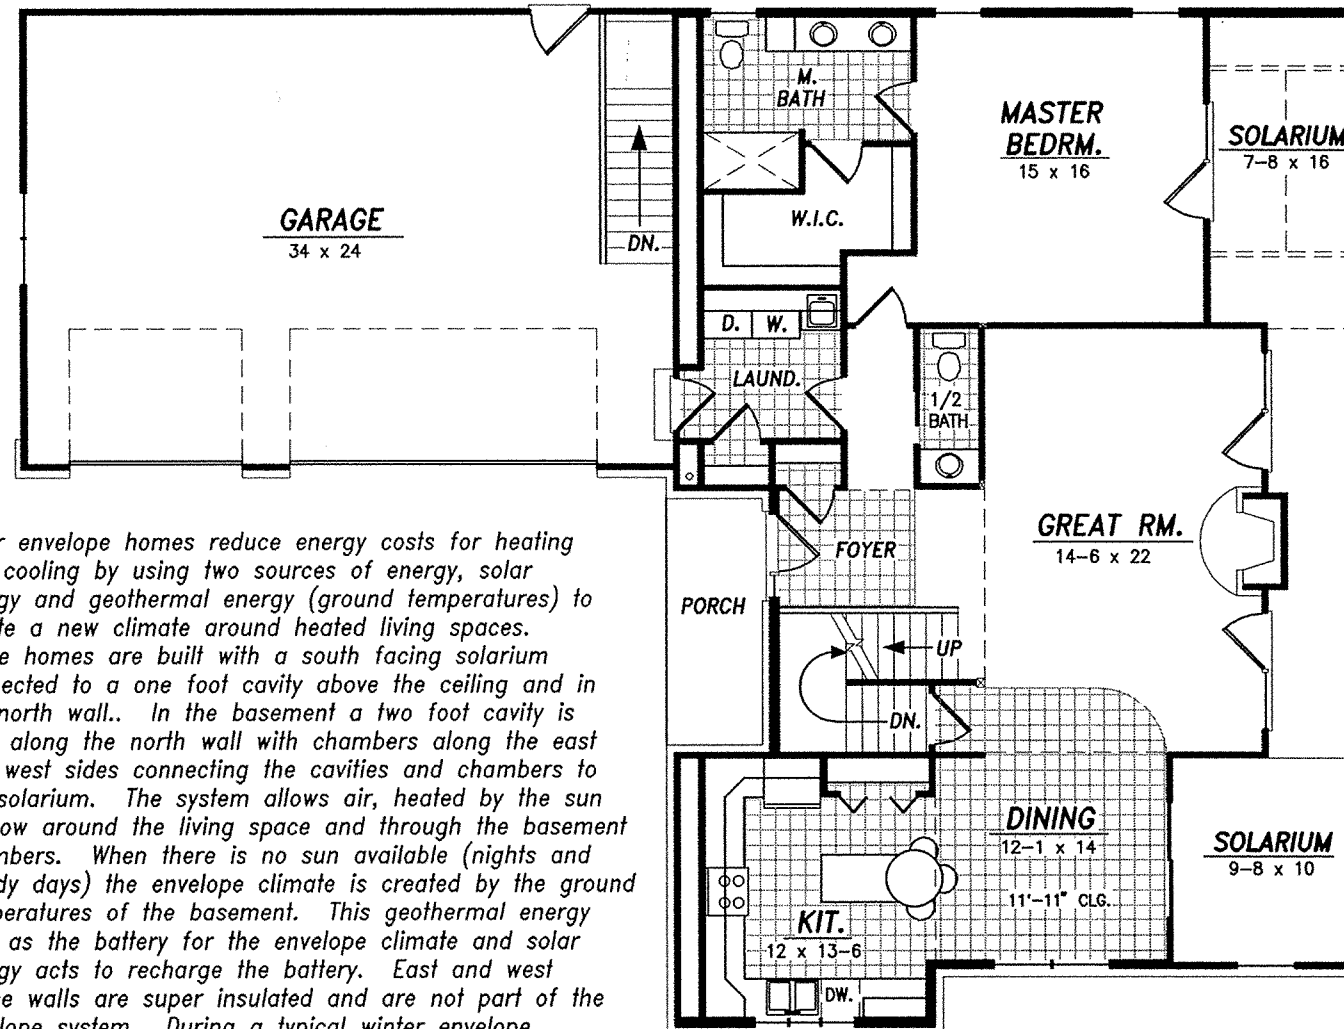 M.
BATH
MASTER
BEDRM.
15 x 16
SOLARIUM
7-8 x 16
GARAGE
34 x 24
DN.
W.I.C.
D.
W.
LAUND.
1/2
BATH
GREAT RM.
14-6 x 22
FOYER
PORCH
UP
DN.
envelope homes reduce energy costs for heating
cooling by using two sources of energy, solar
and geothermal energy (ground temperatures) to
a new climate around heated living spaces.
homes are built with a south facing solarium
to a one foot cavity above the ceiling and in
north wall.. In the basement a two foot cavity is
along the north wall with chambers along the east
west sides connecting the cavities and chambers to
solarium. The system allows air, heated by the sun
around the living space and through the basement
When there is no sun available (nights and
days) the envelope climate is created by the ground
of the basement. This geothermal energy
as the battery for the envelope climate and solar
acts to recharge the battery. East and west
walls are super insulated and are not part of the
system. During a typical winter envelope
DINING
12-1 x 14
11'-11" CLG.
SOLARIUM
9-8 x 10
KIT.
12 x 13-6
DW.